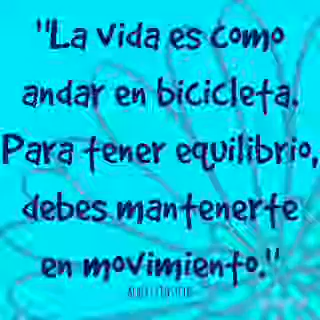 "La vida es como
andar en bicicleta.
Para tener equilibrio,
debes mantenerte
en movimiento."